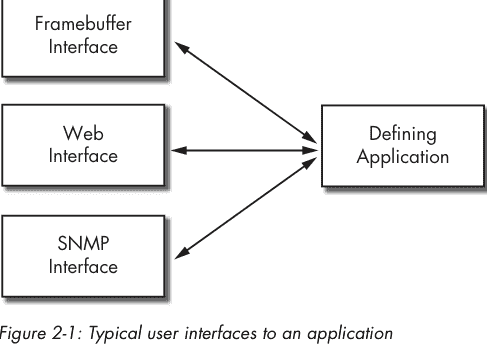 Framebuffer
Interface
Web
Interface
Defining
Application
SNMP
Interface
Figure 2-1: Typical user interfaces to an application